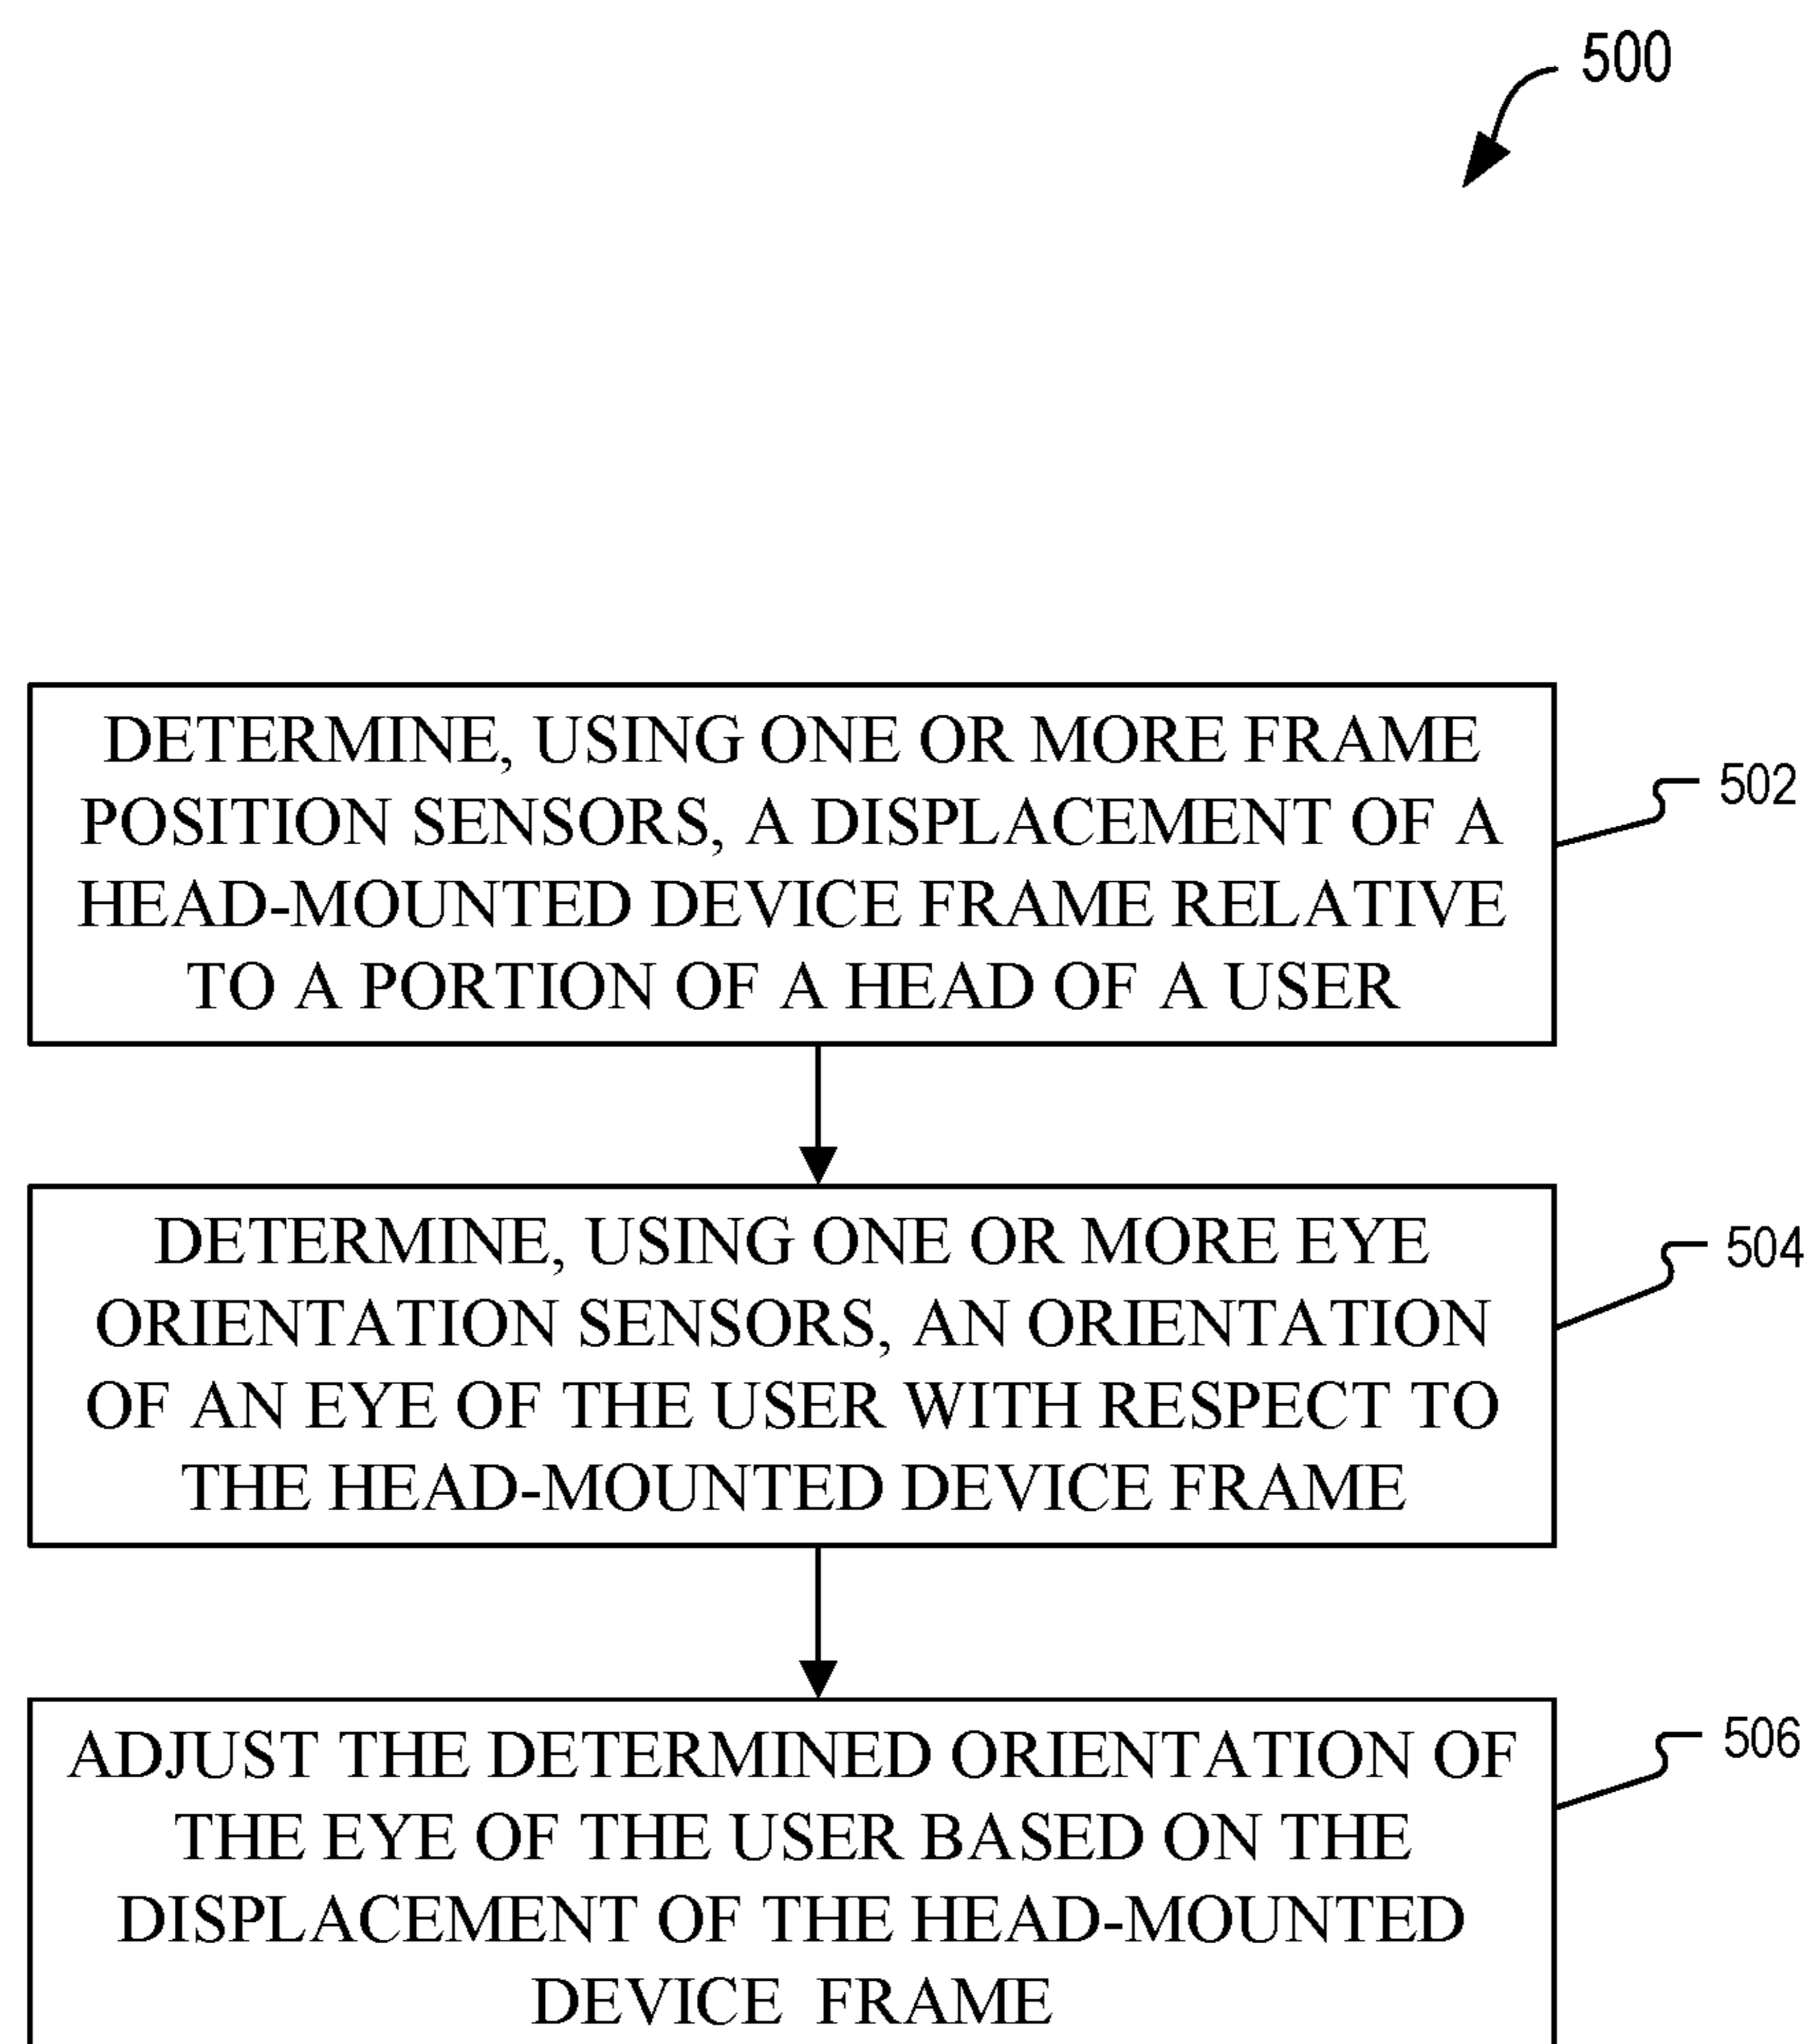 500
DETERMINE, USING ONE OR MORE FRAME
POSITION SENSORS, A DISPLACEMENT OF A
HEAD-MOUNTED DEVICE FRAME RELATIVE
TO A PORTION OF A HEAD OF A USER
502
DETERMINE, USING ONE OR MORE EYE
ORIENTATION SENSORS, AN ORIENTATION
OF AN EYE OF THE USER WITH RESPECT TO
THE HEAD-MOUNTED DEVICE FRAME
504
ADJUST THE DETERMINED ORIENTATION OF
THE EYE OF THE USER BASED ON THE
DISPLACEMENT OF THE HEAD-MOUNTED
DEVICE FRAME
506